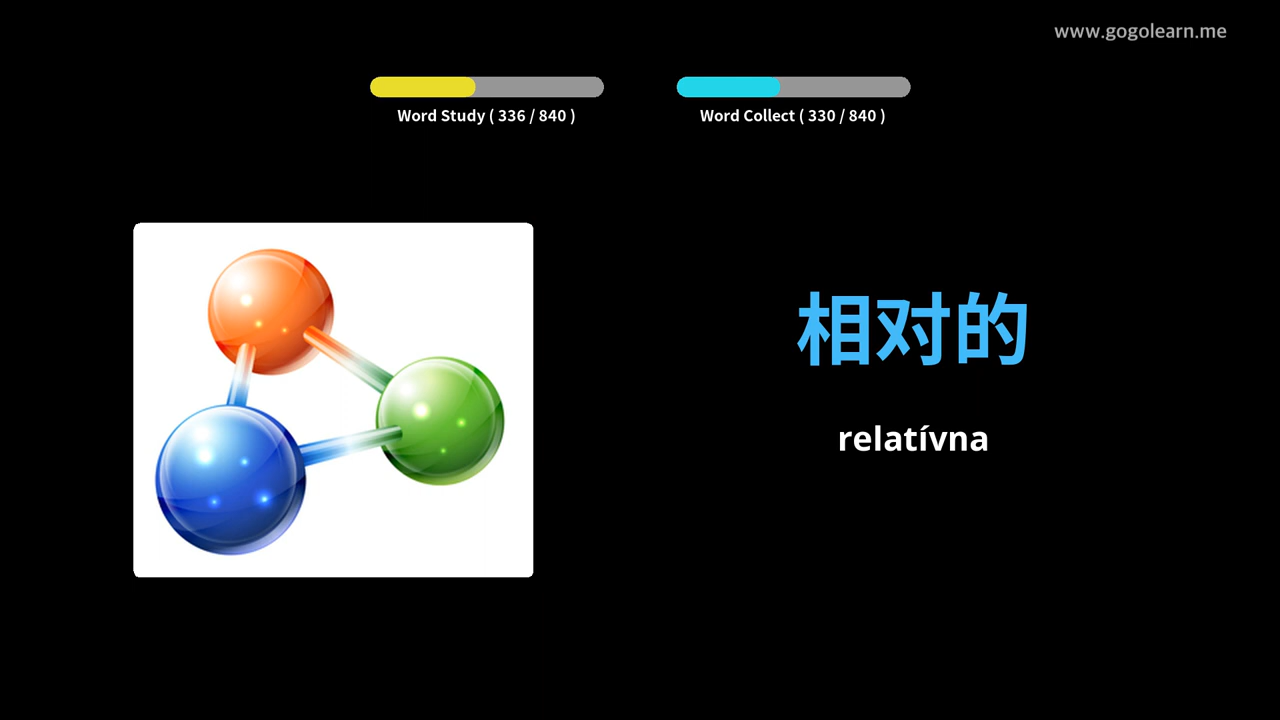 www.gogolearn.me
Word Study ( 336 / 840 )
Word Collect ( 330 / 840 )
相对的
relatívna